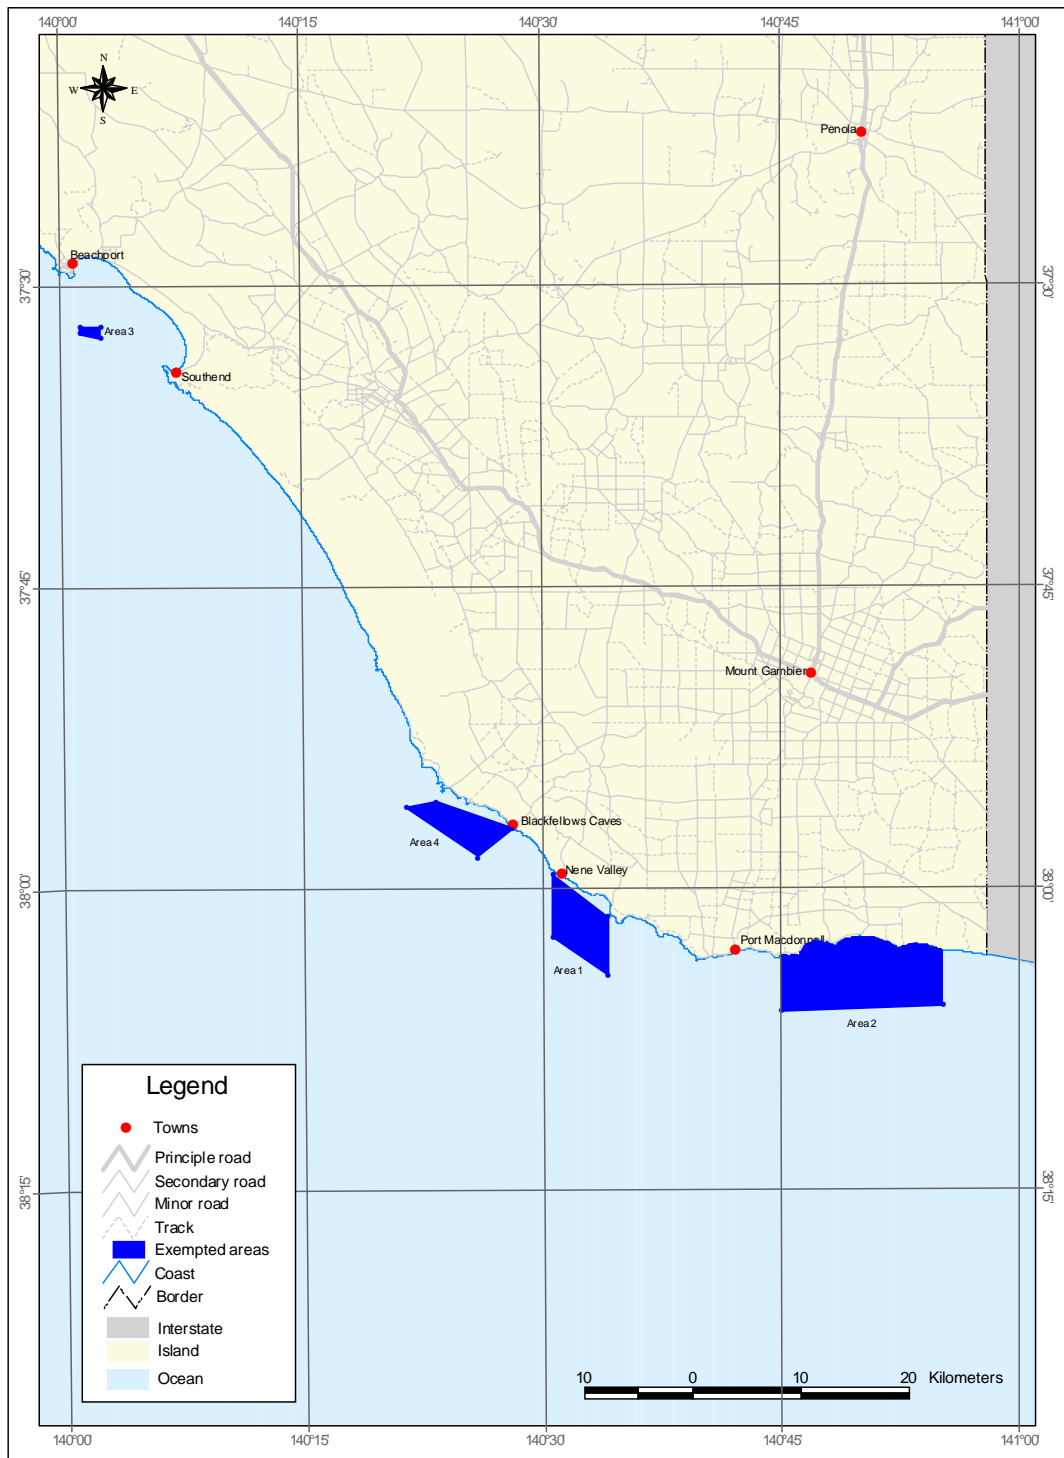 140°00'
140°15'
140°30'
140°45'
141°00'
N
W E
S
Penola
Beachport
37°30'
37°30'
Area 3
Southend
37°45'
37°45'
Mount Gambier
Blackfellows Caves
Area 4
Nene Valley
38°00'
38°00'
Port Macdonnell
Area 1
Area 2
Legend
Towns
Principle road
Secondary road
Minor road
Track
Exempted areas
Coast
Border
Interstate
Island
Ocean
38°15'
38°15'
10 0 10 20 Kilometers
140°00'
140°15'
140°30'
140°45'
141°00'